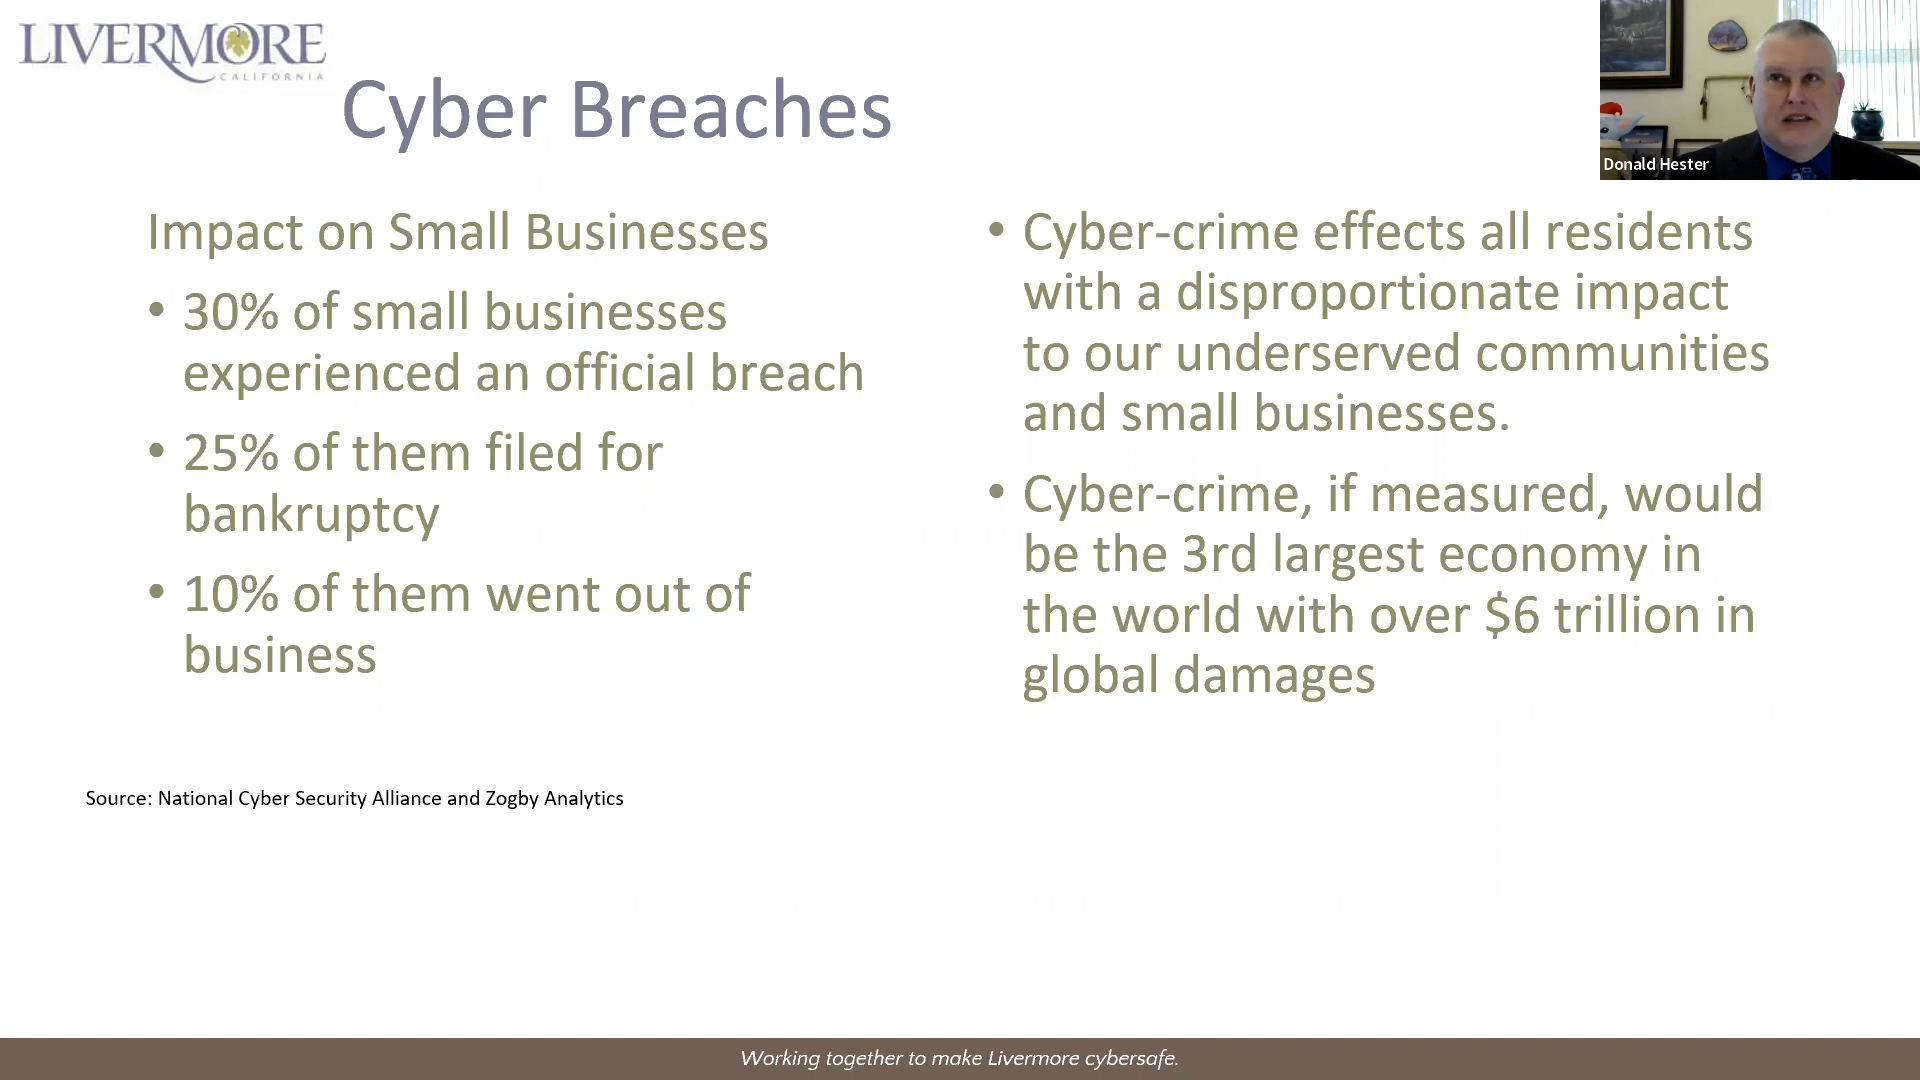 LIVERMORE
CALIFORNIA
Cyber Breaches
Donald Hester
Impact on Small Businesses
• 30% of small businesses
experienced an official breach
• 25% of them filed for
bankruptcy
• 10% of them went out of
business
• Cyber-crime effects all residents
with a disproportionate impact
to our underserved communities
and small businesses.
• Cyber-crime, if measured, would
be the 3rd largest economy in
the world with over $6 trillion in
global damages
Source: National Cyber Security Alliance and Zogby Analytics
Working together to make Livermore cybersafe.